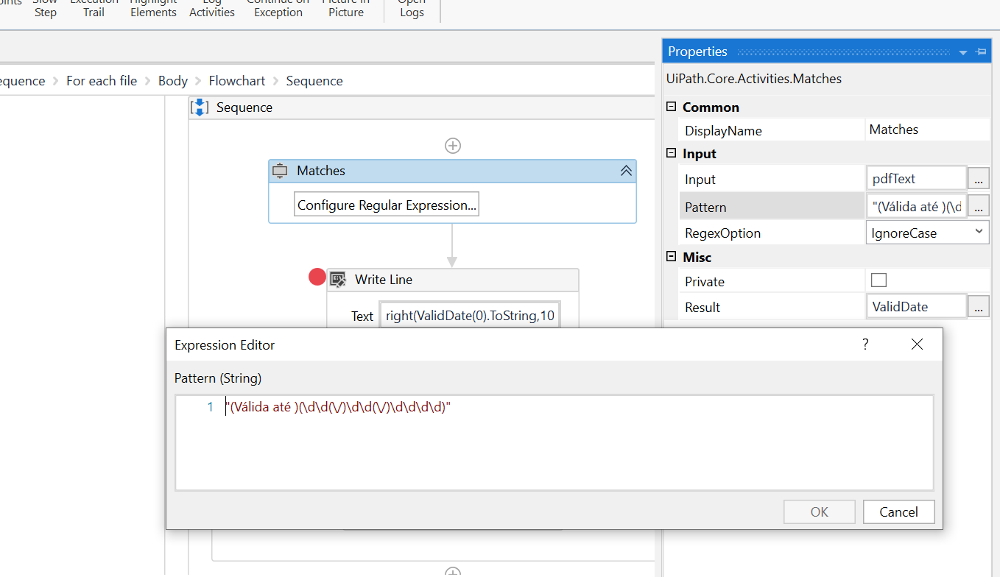 Slow Step
Execution Trail
Highlight Elements
Log Activities
Continue on Exception
Picture in Picture
Open Logs
Properties
For each file
Body
Flowchart
Sequence
UiPath.Core.Activities.Matches
Sequence
Common
DisplayName Matches
Matches
Input
Input pdfText ...
Configure Regular Expression...
Pattern "(Válida até )(\d ...
RegexOption IgnoreCase
Misc
Write Line
Private
Text right(ValidDate(0).ToString,10
Result ValidDate ...
Expression Editor
? 
Pattern (String)
1 "(Válida até )(\d\d(\/)\d\d(\/)\d\d\d\d)"
OK Cancel